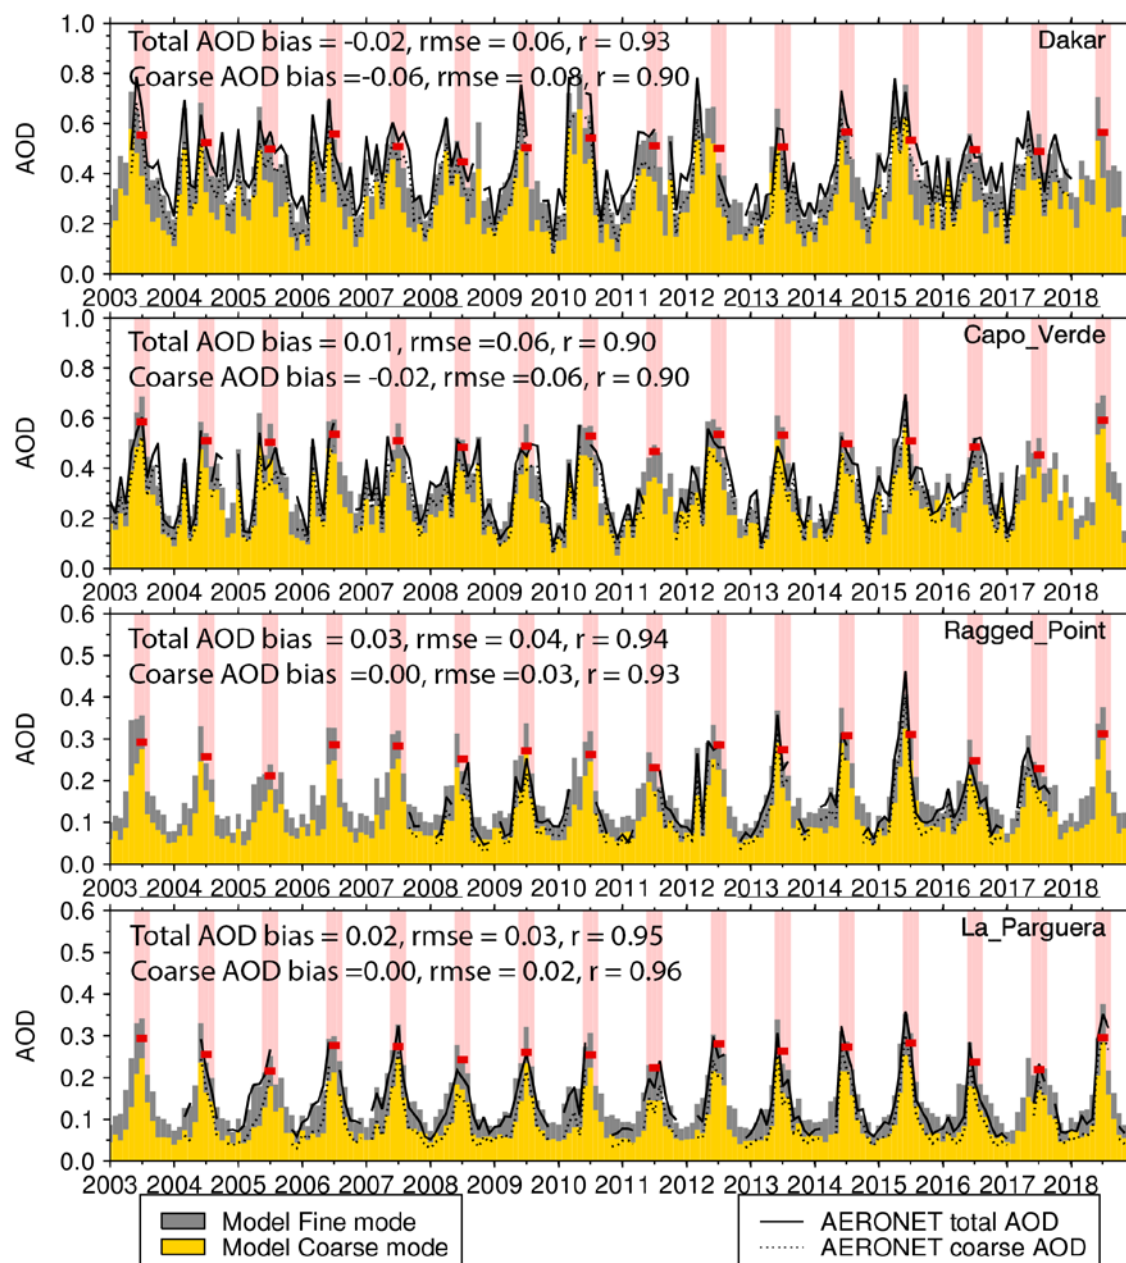 1.0
Total AOD bias = -0.02, rmse = 0.06, r = 0.93
Dakar
0.8
Coarse AOD bias =-0.06, rmse = 0.08, r = 0.90
0.6
AOD
0.4
0.2
0.0
2003 2004 2005 2006 2007 2008 2009 2010 2011 2012 2013 2014 2015 2016 2017 2018
1.0
Total AOD bias = 0.01, rmse =0.06, r = 0.90
Capo_Verde
0.8
Coarse AOD bias = -0.02, rmse =0.06, r = 0.90
0.6
AOD
0.4
0.2
0.0
2003 2004 2005 2006 2007 2008 2009 2010 2011 2012 2013 2014 2015 2016 2017 2018
0.6
Total AOD bias = 0.03, rmse = 0.04, r = 0.94
Ragged_Point
0.5
Coarse AOD bias =0.00, rmse =0.03, r = 0.93
0.4
AOD
0.3
0.2
0.1
0.0
2003 2004 2005 2006 2007 2008 2009 2010 2011 2012 2013 2014 2015 2016 2017 2018
0.6
Total AOD bias = 0.02, rmse = 0.03, r = 0.95
La_Parguera
0.5
Coarse AOD bias =0.00, rmse = 0.02, r = 0.96
0.4
AOD
0.3
0.2
0.1
0.0
2003 2004 2005 2006 2007 2008 2009 2010 2011 2012 2013 2014 2015 2016 2017 2018
Model Fine mode
Model Coarse mode
AERONET total AOD
AERONET coarse AOD